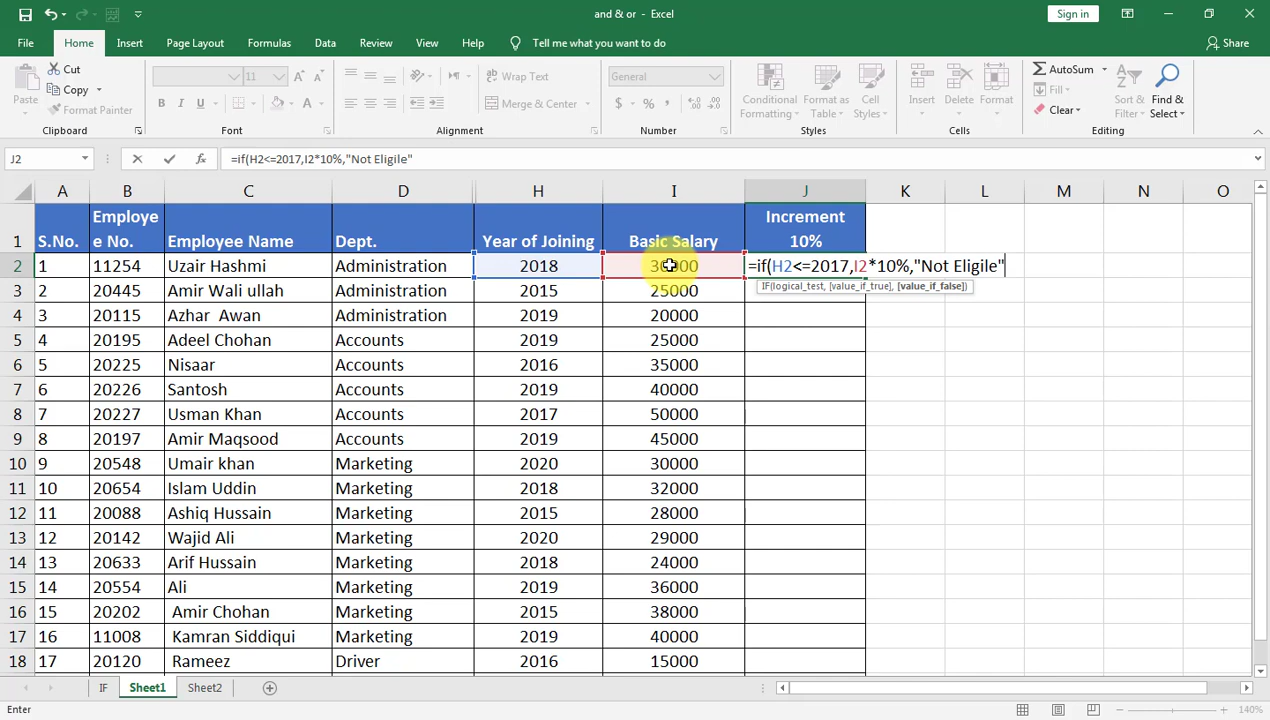 and & or - Excel
Sign in
File Home Insert Page Layout Formulas Data Review View Help Tell me what you want to do Share
Paste Cut Copy Format Painter
Clipboard
11
Font
Wrap Text
Merge & Center
Alignment
General
$ % , .0 .00
Number
Conditional Formatting Format as Table Cell Styles
Styles
Insert Delete Format
Cells
AutoSum Fill Clear Sort & Filter Find & Select
Editing
J2 fx =if(H2<=2017,I2*10%,"Not Eligile"
A B C D H I J K L M N O
1 S.No. Employe e No. Employee Name Dept. Year of Joining Basic Salary Increment 10%
2 1 11254 Uzair Hashmi Administration 2018 30000 =if(H2<=2017,I2*10%,"Not Eligile"
IF(logical_test, [value_if_true], [value_if_false])
3 2 20445 Amir Wali ullah Administration 2015 25000
4 3 20115 Azhar  Awan Administration 2019 20000
5 4 20195 Adeel Chohan Accounts 2019 25000
6 5 20225 Nisaar Accounts 2016 35000
7 6 20226 Santosh Accounts 2019 40000
8 7 20227 Usman Khan Accounts 2017 50000
9 8 20197 Amir Maqsood Accounts 2019 45000
10 9 20548 Umair khan Marketing 2020 30000
11 10 20654 Islam Uddin Marketing 2018 32000
12 11 20088 Ashiq Hussain Marketing 2015 28000
13 12 20142 Wajid Ali Marketing 2020 29000
14 13 20633 Arif Hussain Marketing 2018 24000
15 14 20554 Ali Marketing 2019 36000
16 15 20202 Amir Chohan Marketing 2015 38000
17 16 11008 Kamran Siddiqui Marketing 2019 40000
18 17 20120 Rameez Driver 2016 15000
IF Sheet1 Sheet2
Enter 140%